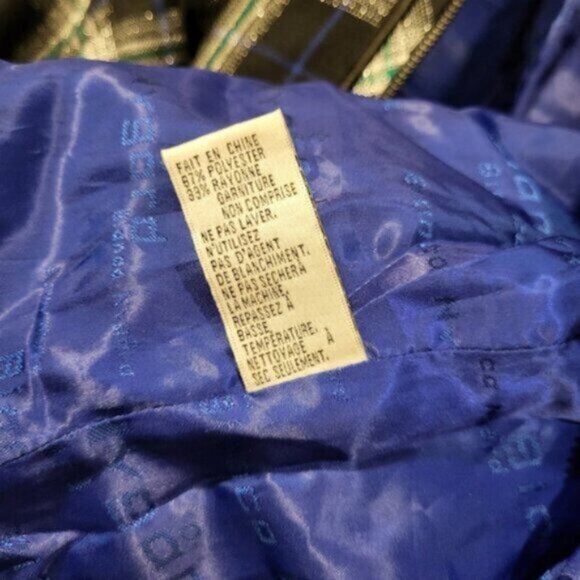 FAIT EN CHINE
67% POLYESTER
33% RAYONNE
GARNITURE
NON COMPRISE
NE PAS LAVER.
N'UTILISEZ
PAS D'AGENT
DE BLANCHIMENT.
NE PAS SECHER À
LA MACHINE.
REPASSEZ À
BASSE
TEMPERATURE.
NETTOYAGE À
SEC SEULEMENT.